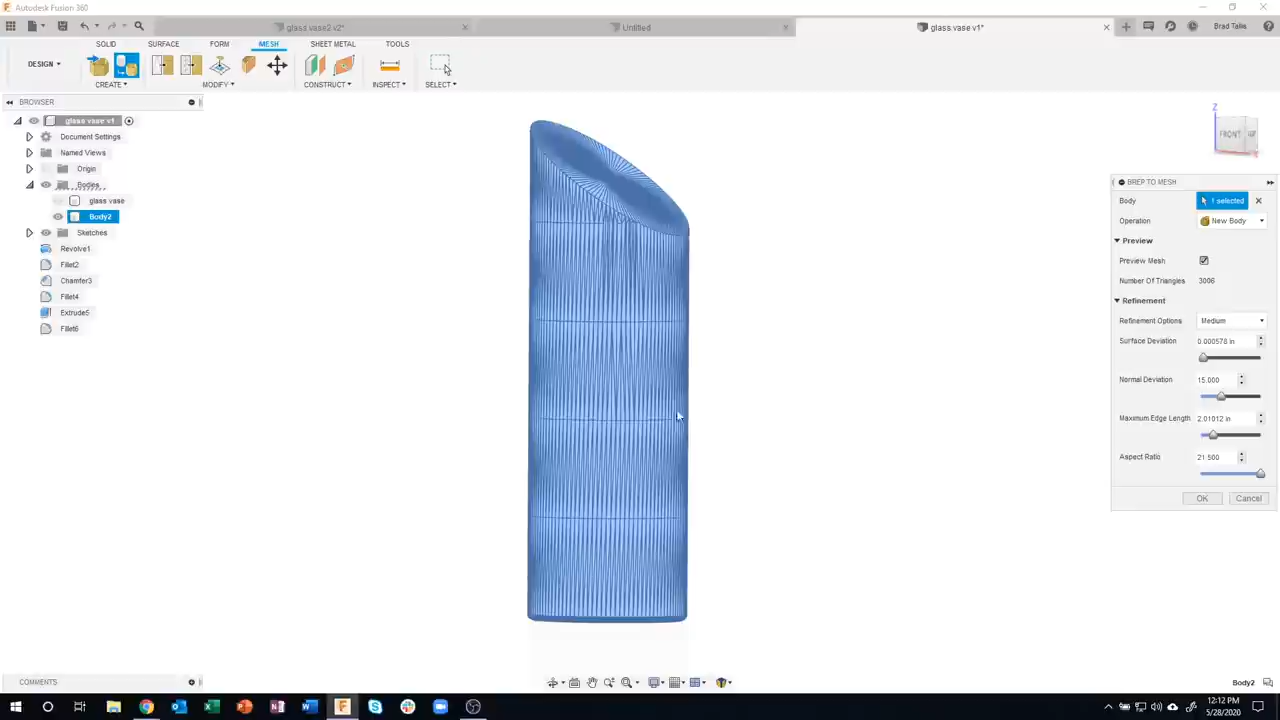 Autodesk Fusion 360
glass vase2 v2*
Untitled
glass vase v1*
Brad Tallis
SOLID
SURFACE
FORM
MESH
SHEET METAL
TOOLS
DESIGN
CREATE
MODIFY
CONSTRUCT
INSPECT
SELECT
BROWSER
glass vase v1
Document Settings
Named Views
Origin
Bodies
glass vase
Body2
Sketches
Revolve1
Fillet2
Chamfer3
Fillet4
Extrude5
Fillet6
Z
FRONT
BREP TO MESH
Body
1 selected
Operation
New Body
Preview
Preview Mesh
Number Of Triangles
3006
Refinement
Refinement Options
Medium
Surface Deviation
0.000578 in
Normal Deviation
15.000
Maximum Edge Length
2.01012 in
Aspect Ratio
21.500
OK
Cancel
COMMENTS
Body2
12:12 PM
5/28/2020